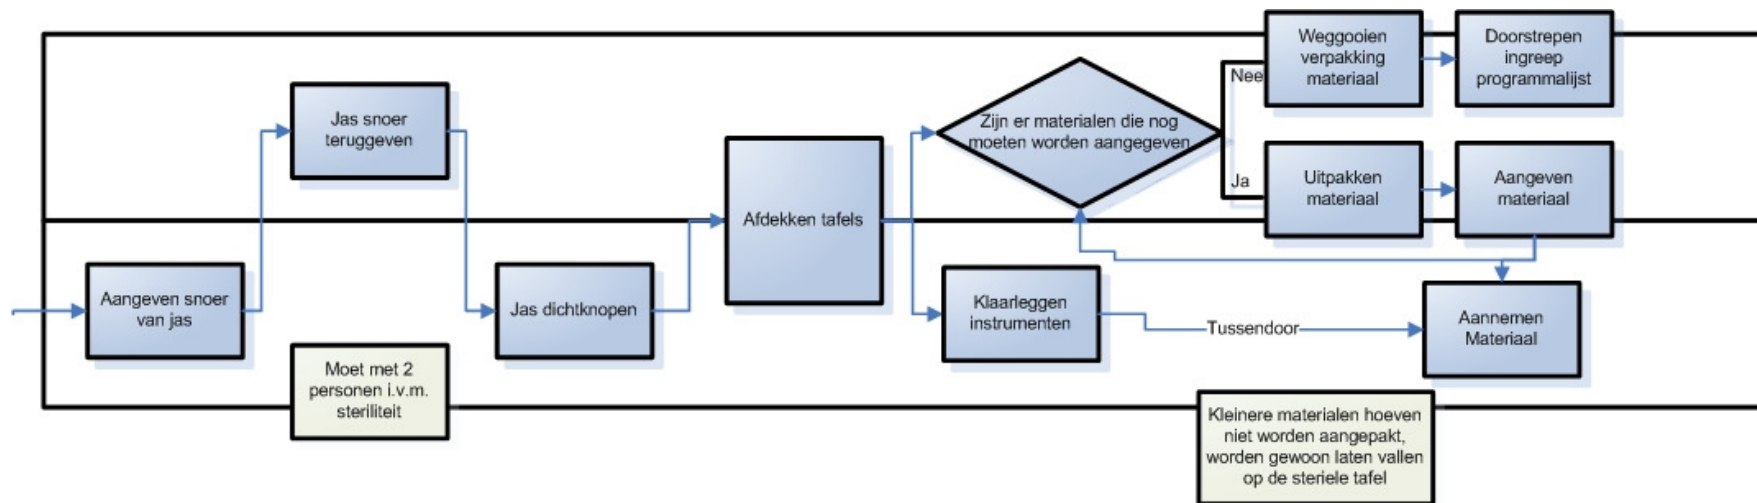 Aangeven snoer
van jas
Jas snoer
teruggeven
Moet met 2
personen i.v.m.
steriliteit
Jas dichtknopen
Afdekken tafels
Zijn er materialen die nog
moeten worden aangegeven
Nee
Weggooien
verpakking
materiaal
Doorstrepen
ingreep
programmalijst
Ja
Uitpakken
materiaal
Aangeven
materiaal
Klaarleggen
instrumenten
Tussendoor
Aannemen
Materiaal
Kleinere materialen hoeven
niet worden aangepakt,
worden gewoon laten vallen
op de steriele tafel